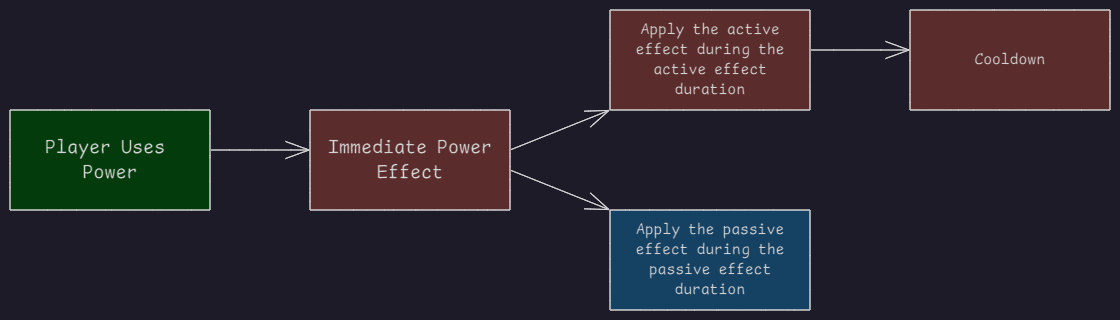 Player Uses
Power
Immediate Power
Effect
Apply the active
effect during the
active effect
duration
Cooldown
Apply the passive
effect during the
passive effect
duration